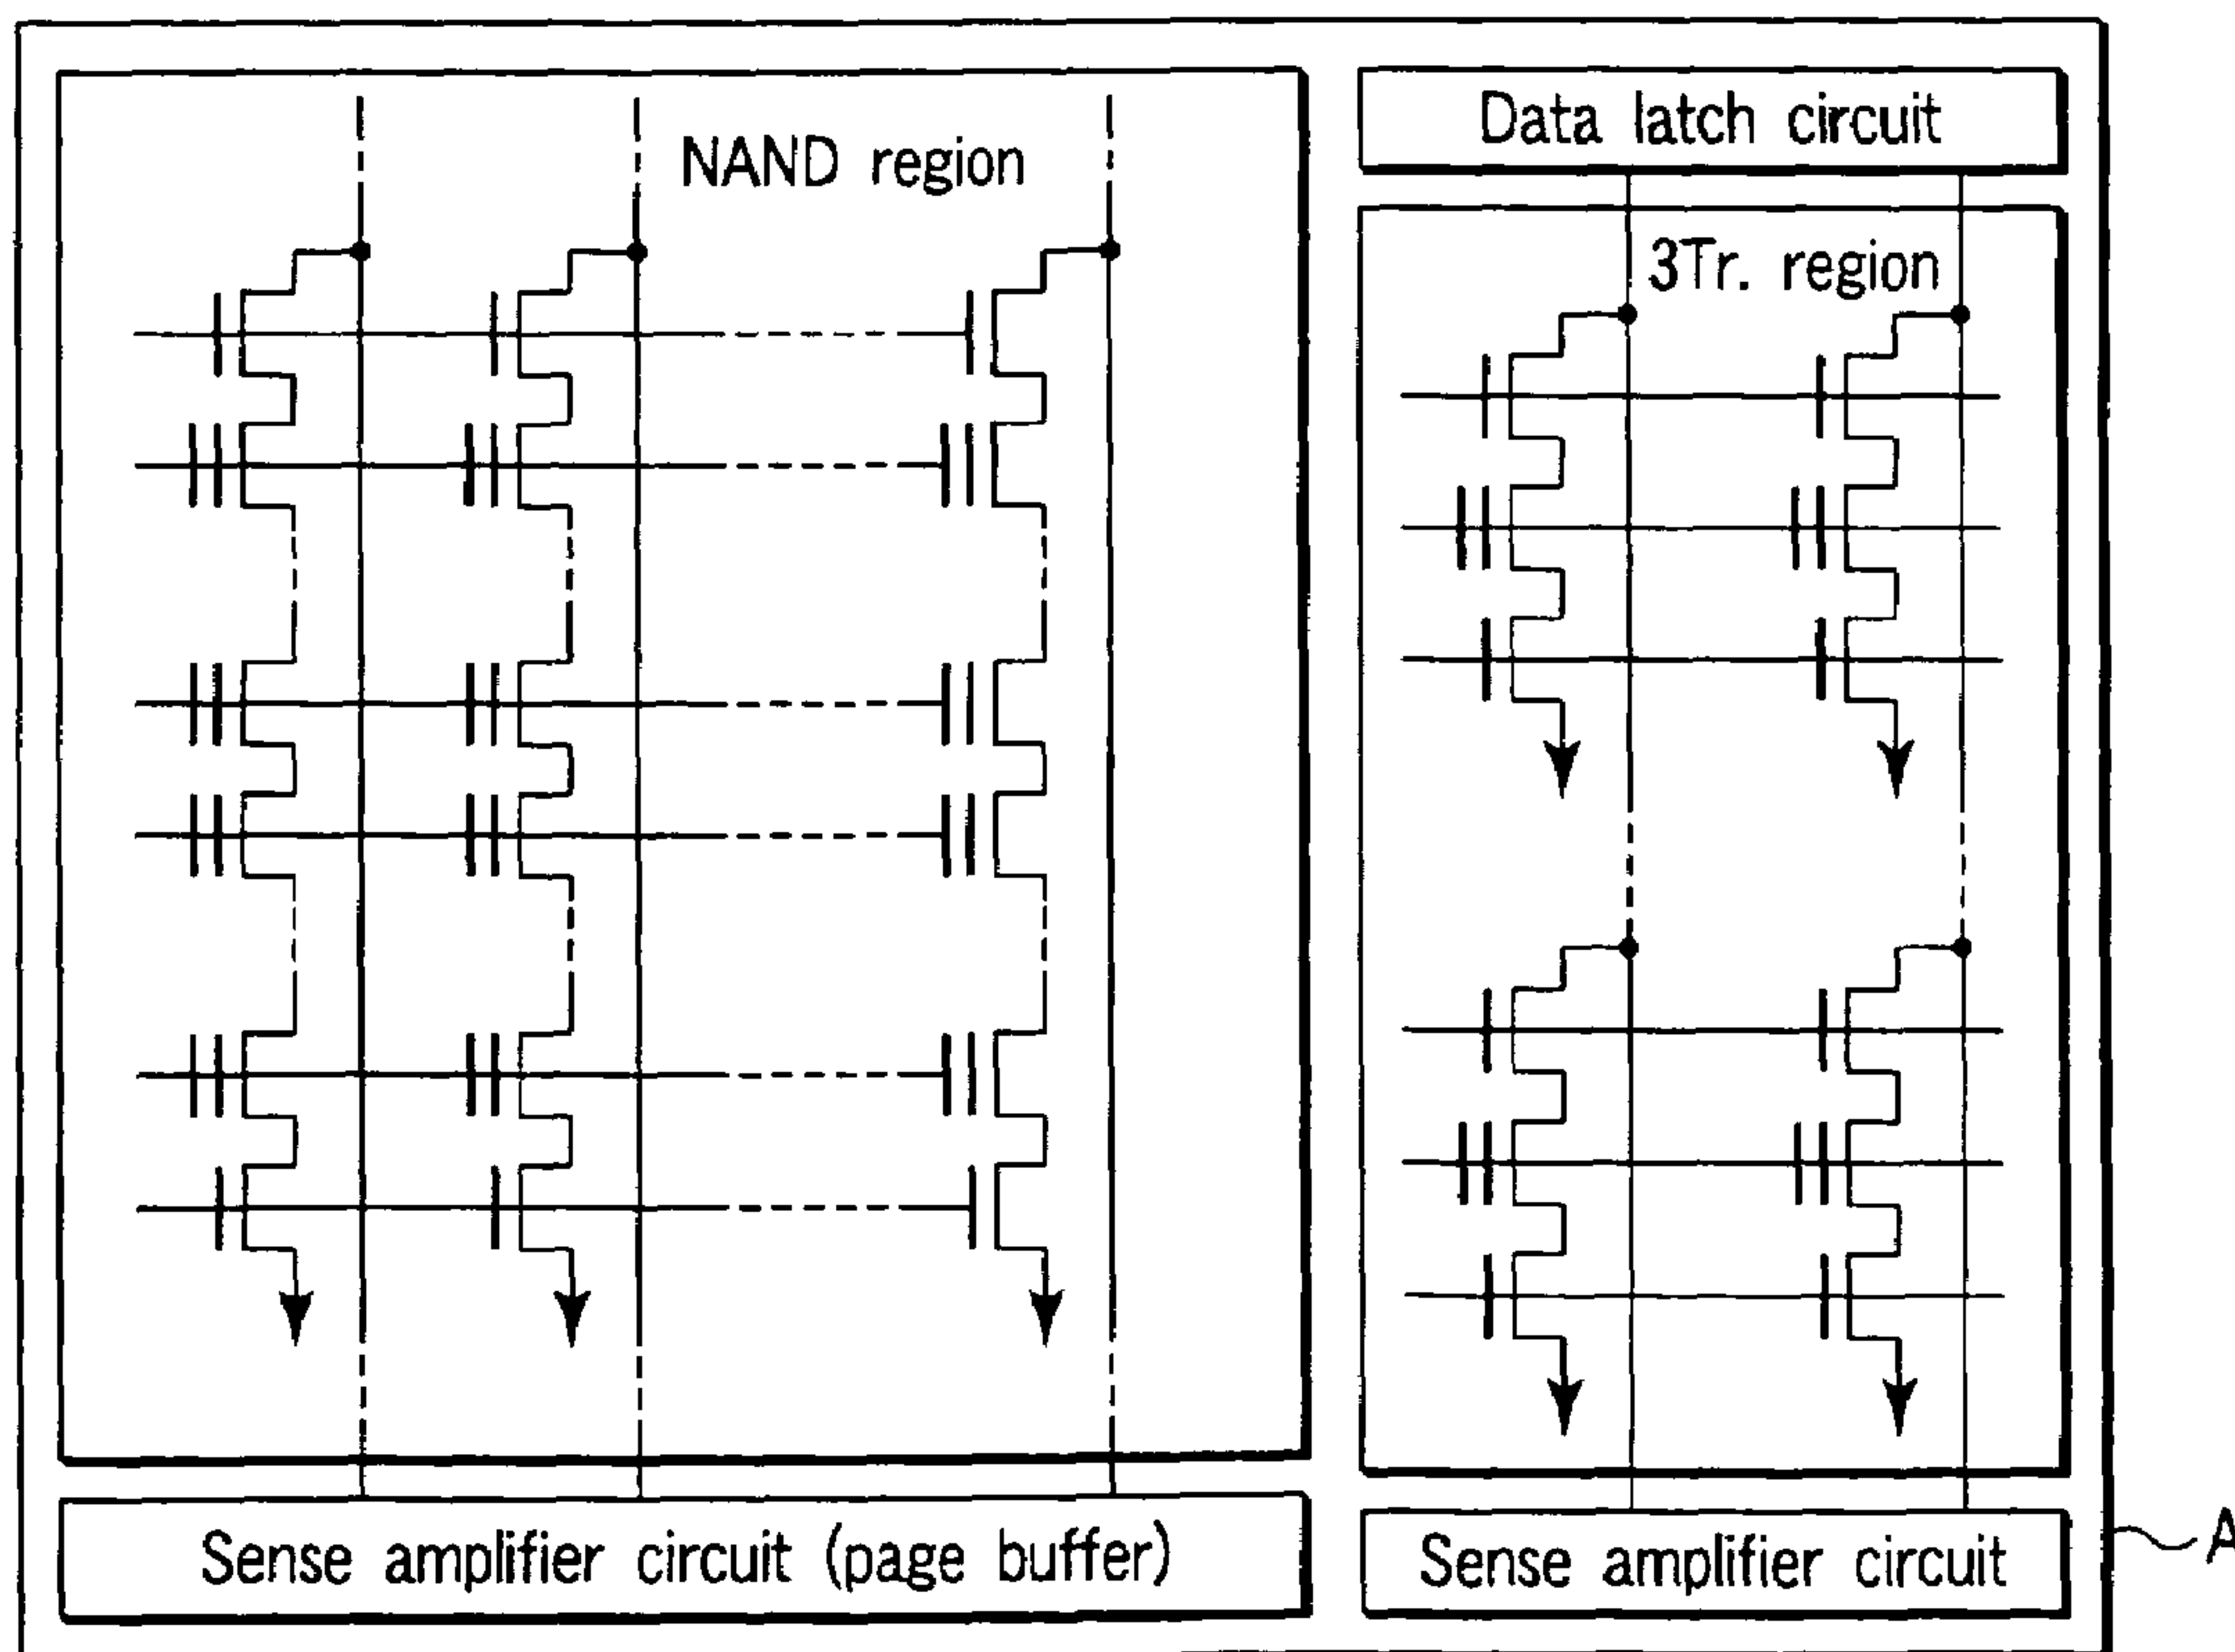 NAND region
Data latch circuit
3Tr. region
Sense amplifier circuit (page buffer)
Sense amplifier circuit
A